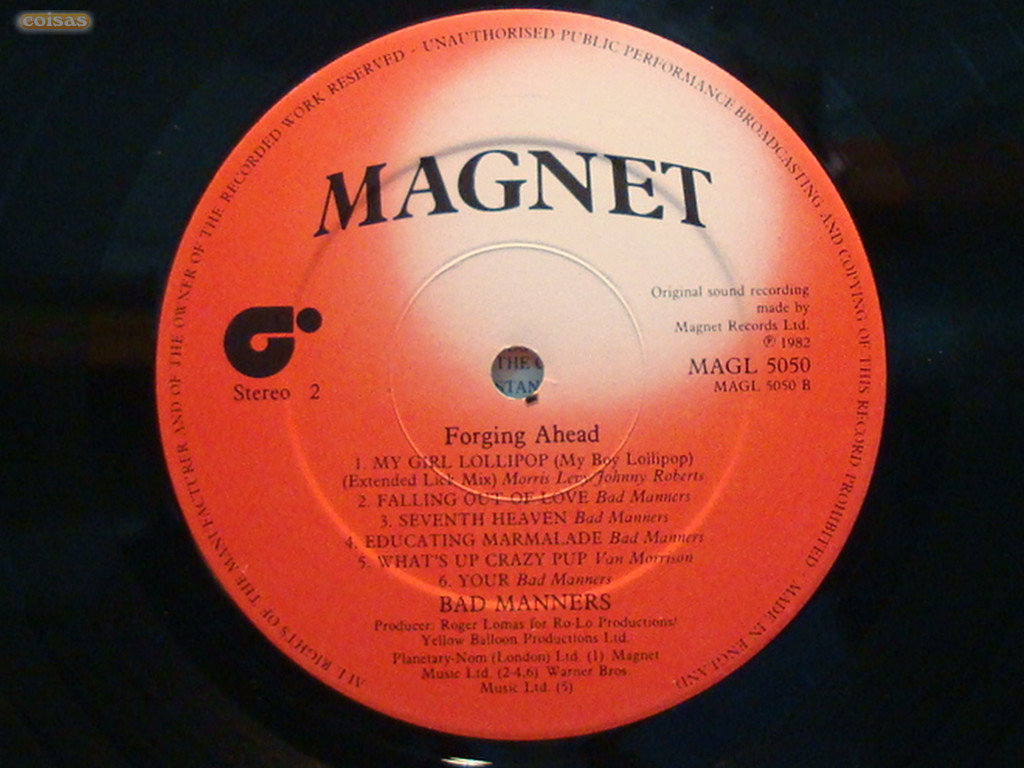 coisas
ALL RIGHTS OF THE MANUFACTURER AND OF THE OWNER OF THE RECORDED WORK RESERVED · UNAUTHORISED PUBLIC PERFORMANCE BROADCASTING AND COPYING OF THIS RECORD PROHIBITED · MADE IN ENGLAND
MAGNET
Original sound recording
made by
Magnet Records Ltd.
℗ 1982
MAGL 5050
MAGL 5050 B
Stereo 2
THE
STAN
Forging Ahead
1. MY GIRL LOLLIPOP (My Boy Lollipop)
(Extended Lick Mix) Morris Levy/Johnny Roberts
2. FALLING OUT OF LOVE Bad Manners
3. SEVENTH HEAVEN Bad Manners
4. EDUCATING MARMALADE Bad Manners
5. WHAT'S UP CRAZY PUP Van Morrison
6. YOUR Bad Manners
BAD MANNERS
Producer: Roger Lomas for Ro-Lo Productions/
Yellow Balloon Productions Ltd.
Planetary-Nom (London) Ltd. (1) Magnet
Music Ltd. (2-4,6) Warner Bros.
Music Ltd. (5)